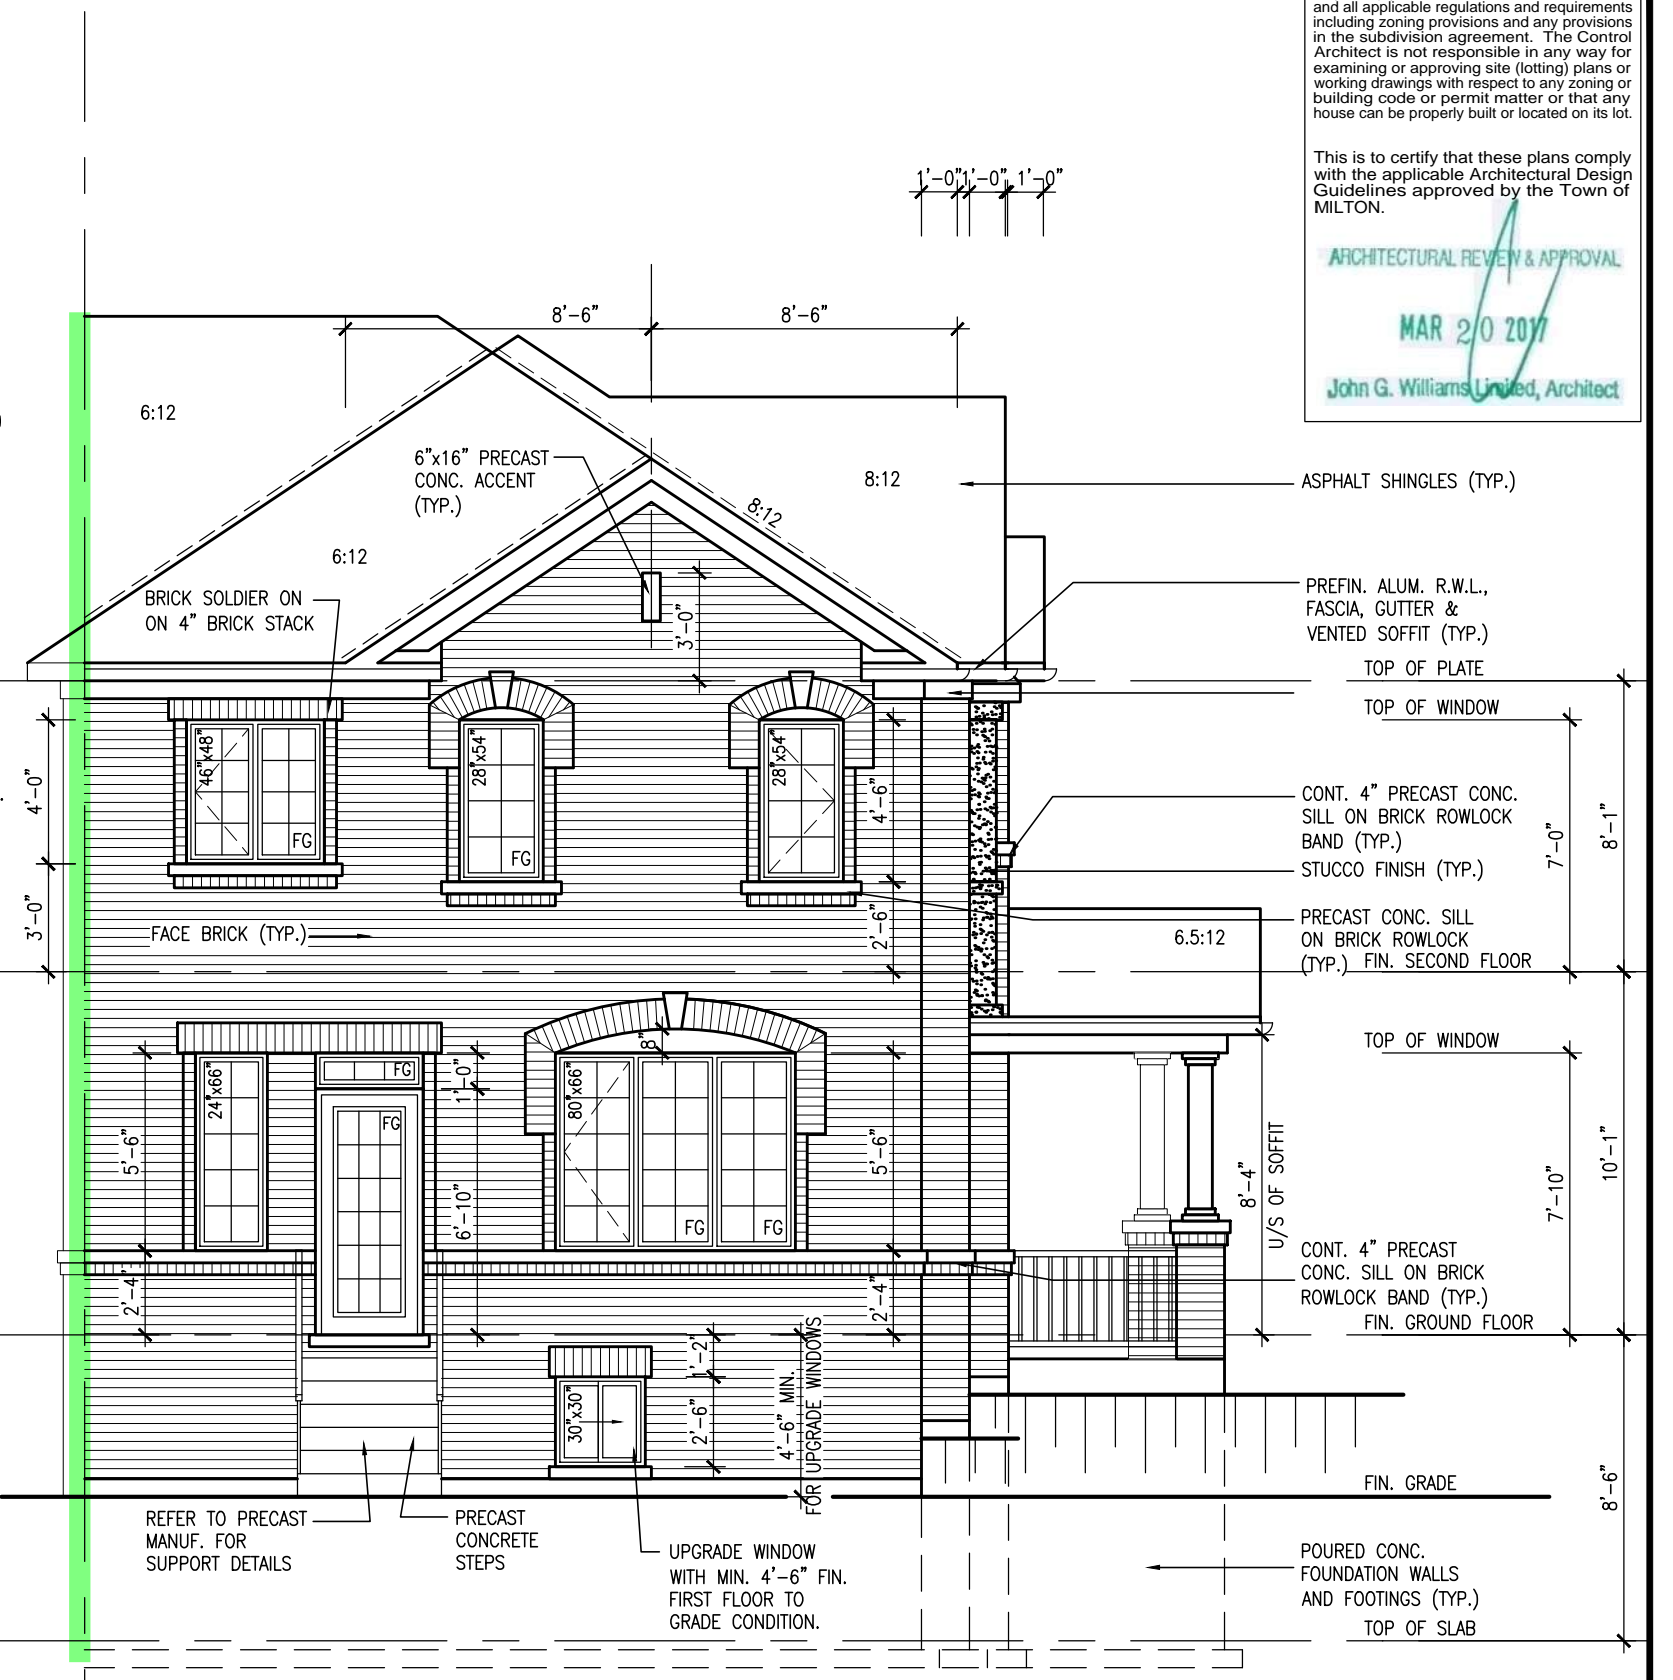 and all applicable regulations and requirements
including zoning provisions and any provisions
in the subdivision agreement. The Control
Architect is not responsible in any way for
examining or approving site (lotting) plans or
working drawings with respect to any zoning or
building code or permit matter or that any
house can be properly built or located on its lot.
This is to certify that these plans comply
with the applicable Architectural Design
Guidelines approved by the Town of
MILTON.
ARCHITECTURAL REVIEW & APPROVAL
MAR 20 2017
John G. Williams Limited, Architect
1'-0" 1'-0" 1'-0"
8'-6" 8'-6"
6:12
6"x16" PRECAST
CONC. ACCENT
(TYP.)
8:12
8:12
6:12
ASPHALT SHINGLES (TYP.)
BRICK SOLDIER ON
ON 4" BRICK STACK
3'-0"
PREFIN. ALUM. R.W.L.,
FASCIA, GUTTER &
VENTED SOFFIT (TYP.)
TOP OF PLATE
TOP OF WINDOW
46"x48"
FG
28"x54"
FG
28"x54"
4'-0"
3'-0"
4'-6"
2'-6"
CONT. 4" PRECAST CONC.
SILL ON BRICK ROWLOCK
BAND (TYP.)
STUCCO FINISH (TYP.)
7'-0"
8'-1"
FACE BRICK (TYP.)
PRECAST CONC. SILL
ON BRICK ROWLOCK
(TYP.)
FIN. SECOND FLOOR
6.5:12
TOP OF WINDOW
8"
24"x66"
FG
FG
1'-0"
80"x66"
FG FG
5'-6"
6'-10"
5'-6"
2'-4"
2'-4"
8'-4"
U/S OF SOFFIT
7'-10"
10'-1"
CONT. 4" PRECAST
CONC. SILL ON BRICK
ROWLOCK BAND (TYP.)
FIN. GROUND FLOOR
30"x30"
1'-2"
2'-6"
4'-6" MIN.
FOR UPGRADE WINDOWS
FIN. GRADE
8'-6"
REFER TO PRECAST
MANUF. FOR
SUPPORT DETAILS
PRECAST
CONCRETE
STEPS
UPGRADE WINDOW
WITH MIN. 4'-6" FIN.
FIRST FLOOR TO
GRADE CONDITION.
POURED CONC.
FOUNDATION WALLS
AND FOOTINGS (TYP.)
TOP OF SLAB